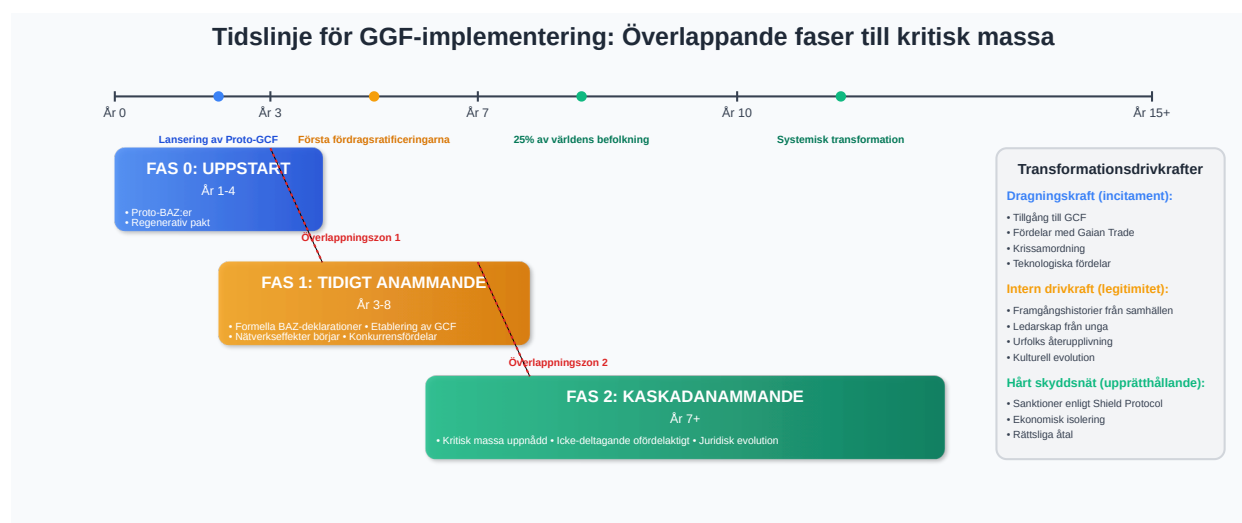 Tidslinje för GGF-implementering: Överlappande faser till kritisk massa
År 0
År 3
År 7
År 10
År 15+
Lansering av Proto-GCF
Första fördragsratificeringarna
25% av världens befolkning
Systemisk transformation
FAS 0: UPPSTART
År 1-4
• Proto-BAZ:er
• Regenerativ pakt
Överlappningszon 1
FAS 1: TIDIGT ANAMMANDE
År 3-8
• Formella BAZ-deklarationer • Etablering av GCF
• Nätverkseffekter börjar • Konkurrensfördelar
Överlappningszon 2
FAS 2: KASKADANAMMANDE
År 7+
• Kritisk massa uppnådd • Icke-deltagande ofördelaktigt • Juridisk evolution
Transformationsdrivkrafter
Dragningskraft (incitament):
• Tillgång till GCF
• Fördelar med Gaian Trade
• Krissamordning
• Teknologiska fördelar
Intern drivkraft (legitimitet):
• Framgångshistorier från samhällen
• Ledarskap från unga
• Urfolks återupplivning
• Kulturell evolution
Hårt skyddsnät (upprätthållande):
• Sanktioner enligt Shield Protocol
• Ekonomisk isolering
• Rättsliga åtal